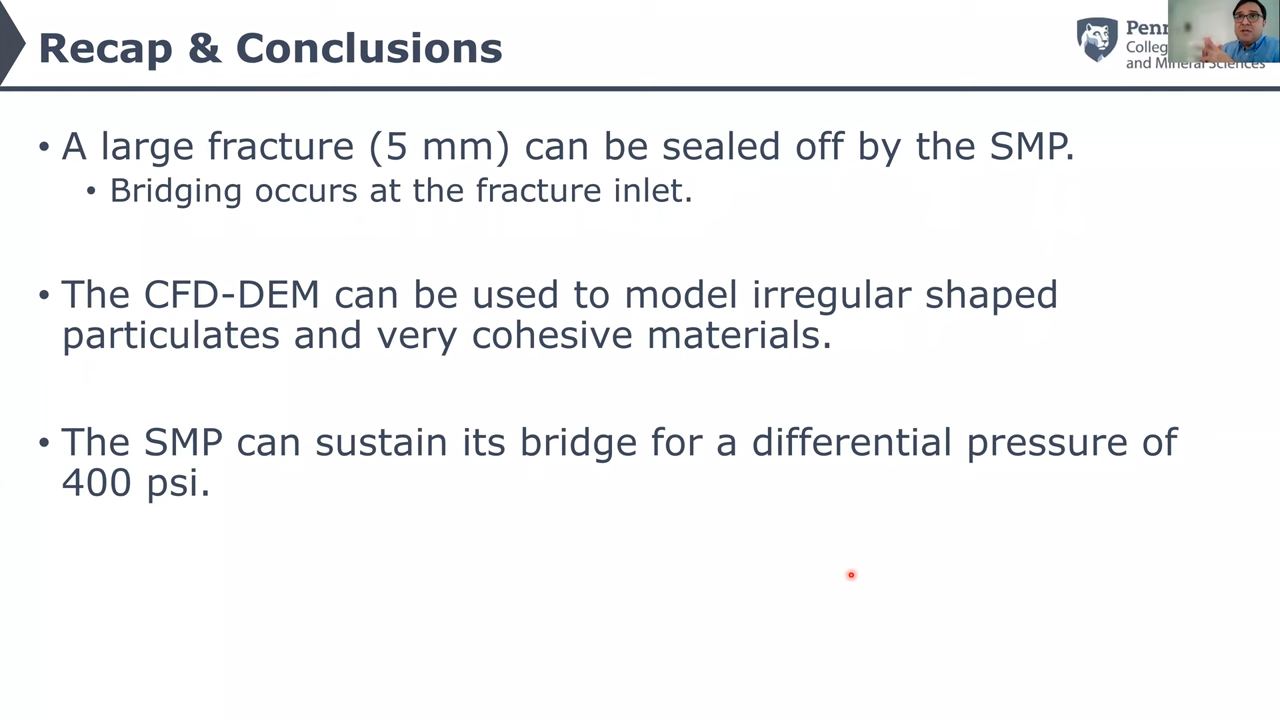 Recap & Conclusions
Colleg
and Mineral Sciences
• A large fracture (5 mm) can be sealed off by the SMP.
• Bridging occurs at the fracture inlet.
• The CFD-DEM can be used to model irregular shaped
particulates and very cohesive materials.
• The SMP can sustain its bridge for a differential pressure of
400 psi.